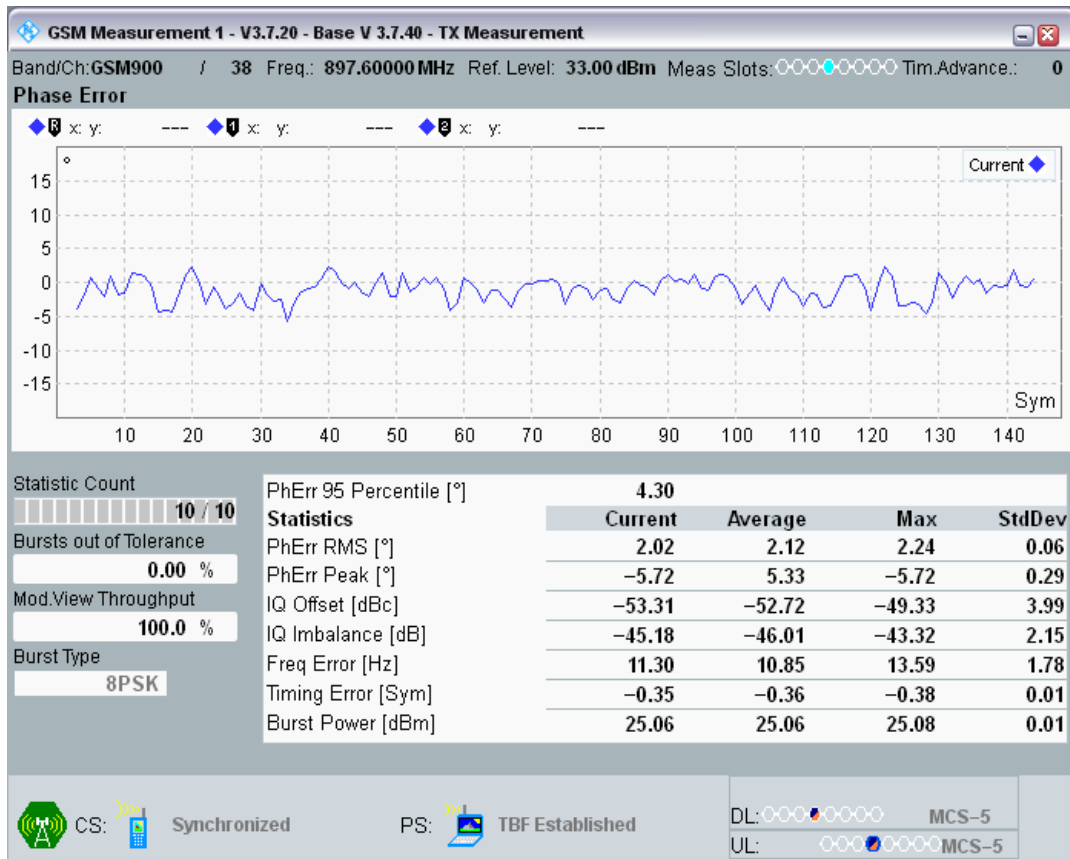 GSM Measurement 1 - V3.7.20 - Base V 3.7.40 - TX Measurement
Band/Ch:GSM900 / 38 Freq.: 897.60000 MHz Ref. Level: 33.00 dBm Meas Slots: Tim.Advance.: 0
Phase Error
R x: y: --- 1 x: y: --- 2 x: y: ---
° Current
15
10
5
0
-5
-10
-15
Sym
10 20 30 40 50 60 70 80 90 100 110 120 130 140
Statistic Count
10 / 10
Bursts out of Tolerance
0.00 %
Mod.View Throughput
100.0 %
Burst Type
8PSK
PhErr 95 Percentile [°] 4.30
Statistics Current Average Max StdDev
PhErr RMS [°] 2.02 2.12 2.24 0.06
PhErr Peak [°] −5.72 5.33 −5.72 0.29
IQ Offset [dBc] −53.31 −52.72 −49.33 3.99
IQ Imbalance [dB] −45.18 −46.01 −43.32 2.15
Freq Error [Hz] 11.30 10.85 13.59 1.78
Timing Error [Sym] −0.35 −0.36 −0.38 0.01
Burst Power [dBm] 25.06 25.06 25.08 0.01
CS: Synchronized PS: TBF Established
DL: MCS−5
UL: MCS−5